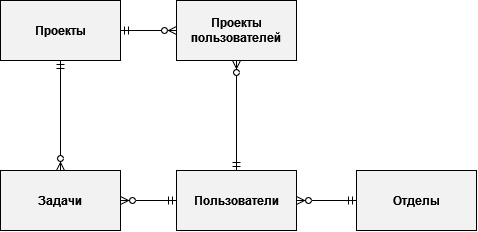 Проекты
Проекты
пользователей
Задачи
Пользователи
Отделы